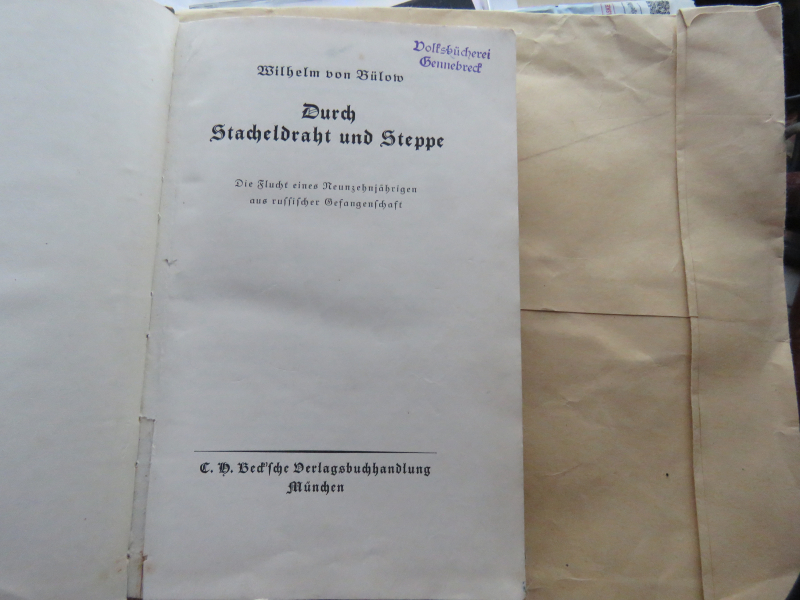 Volksbücherei
Gennebreck
Wilhelm von Bülow
Durch
Stacheldraht und Steppe
Die Flucht eines Neunzehnjährigen
aus russischer Gefangenschaft
C. H. Beck'sche Verlagsbuchhandlung
München